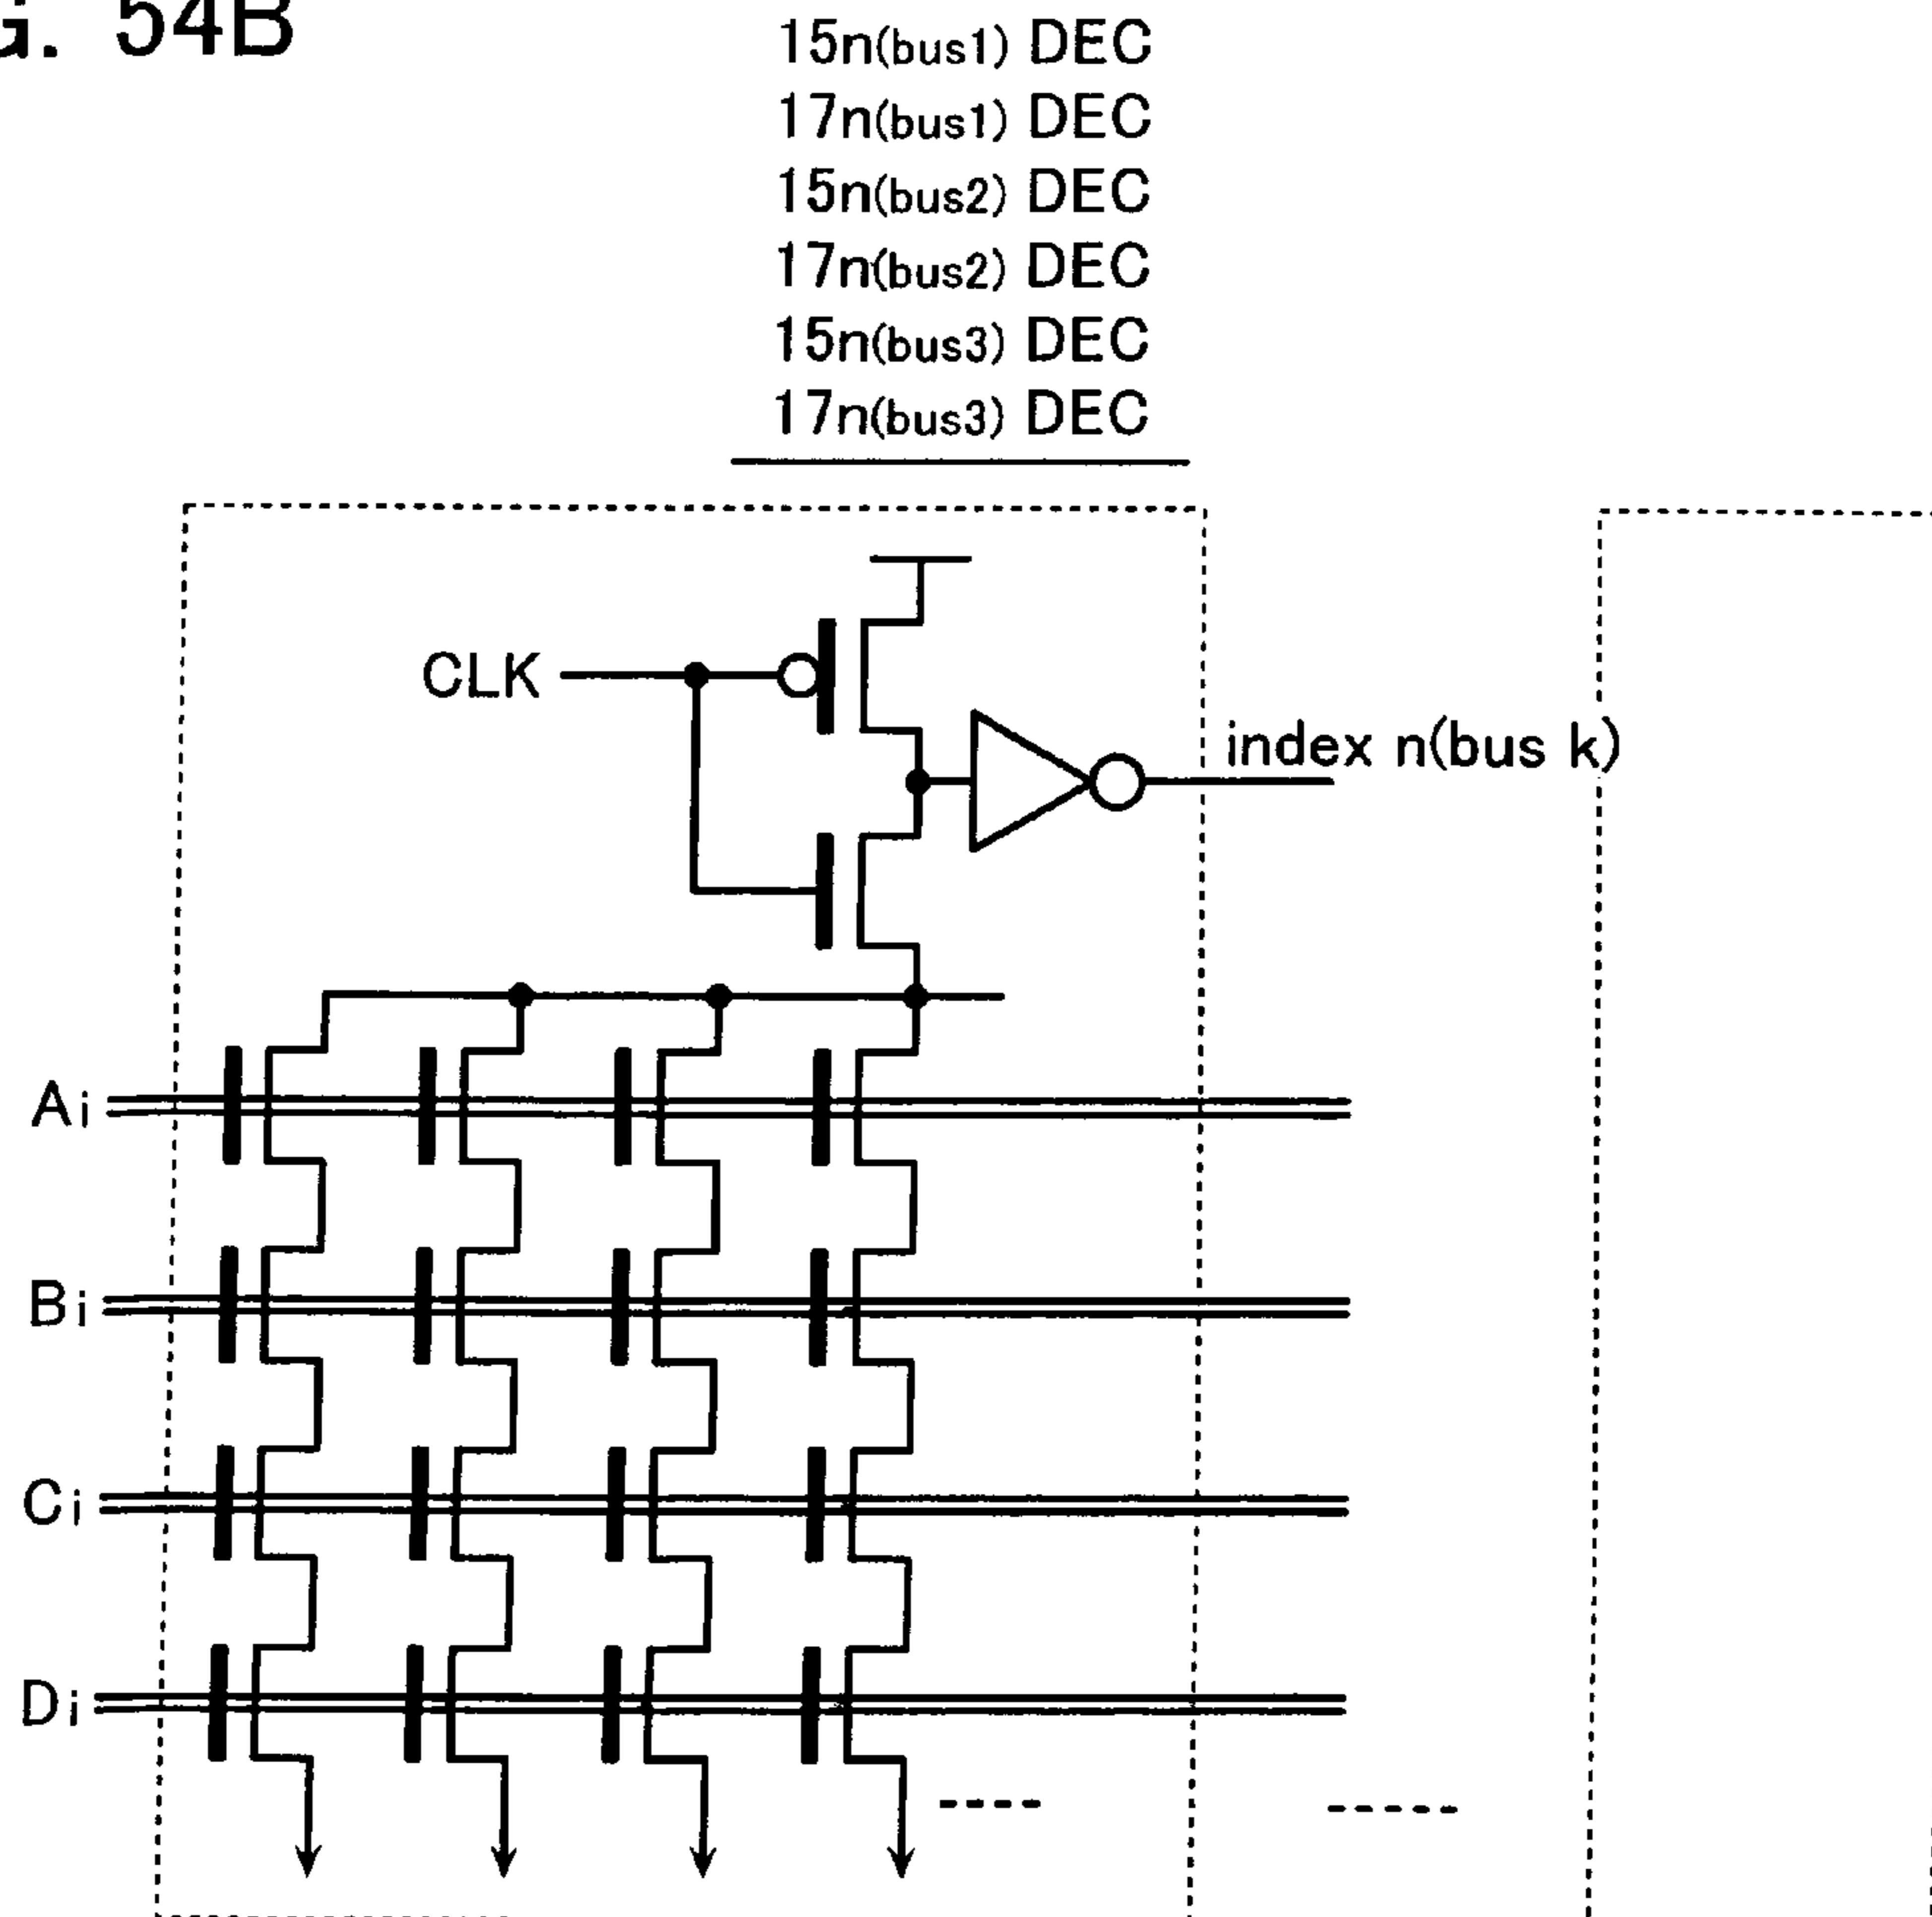 G. 54B
15n(bus1) DEC
17n(bus1) DEC
15n(bus2) DEC
17n(bus2) DEC
15n(bus3) DEC
17n(bus3) DEC
CLK
index n(bus k)
Ai
Bi
Ci
Di